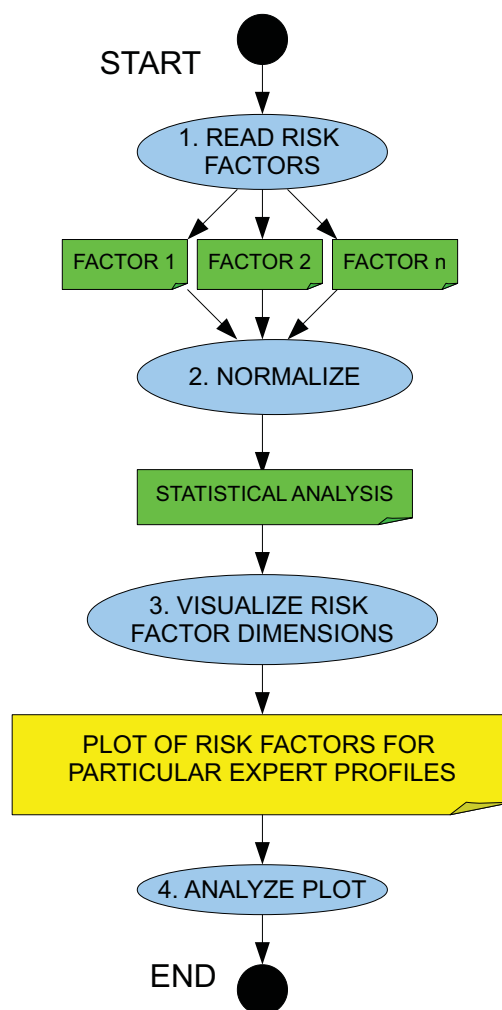 START
1. READ RISK
FACTORS
FACTOR 1
FACTOR 2
FACTOR n
2. NORMALIZE
STATISTICAL ANALYSIS
3. VISUALIZE RISK
FACTOR DIMENSIONS
PLOT OF RISK FACTORS FOR
PARTICULAR EXPERT PROFILES
4. ANALYZE PLOT
END